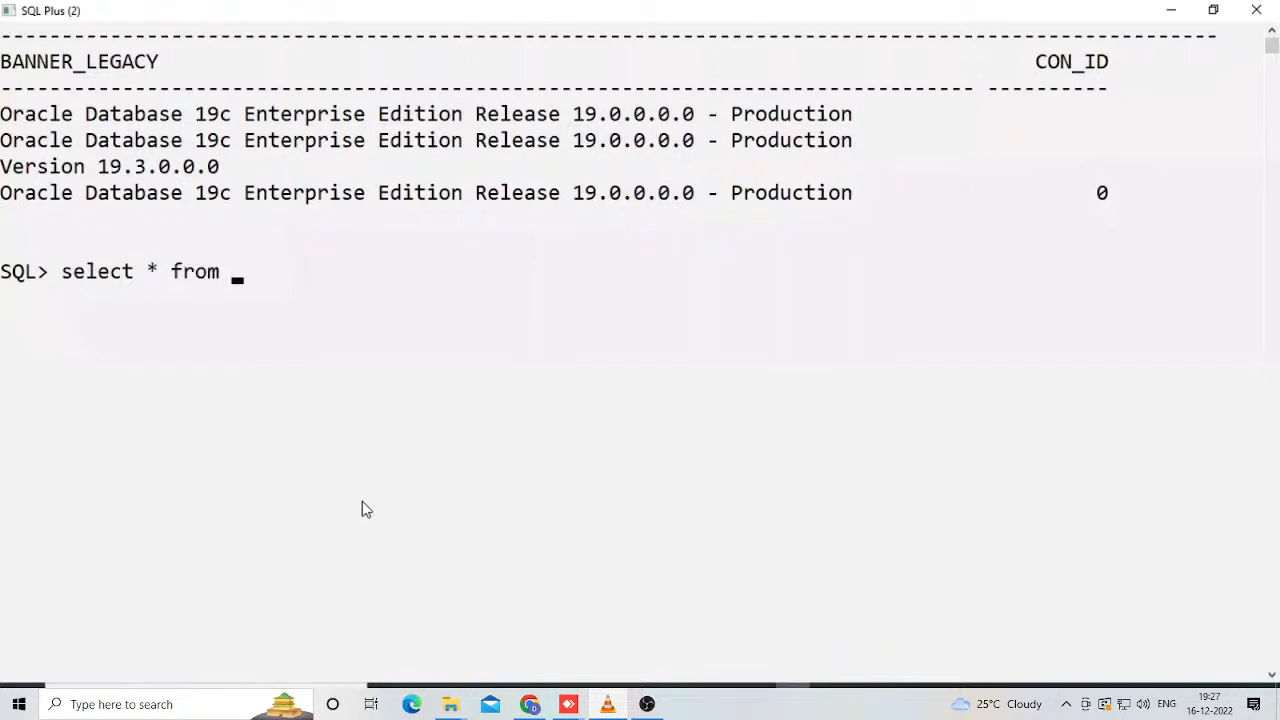 SQL Plus (2)
--------------------------------------------------------------------------------
BANNER_LEGACY CON_ID
-------------------------------------------------------------------------------- ----------
Oracle Database 19c Enterprise Edition Release 19.0.0.0.0 - Production
Oracle Database 19c Enterprise Edition Release 19.0.0.0.0 - Production
Version 19.3.0.0.0
Oracle Database 19c Enterprise Edition Release 19.0.0.0.0 - Production 0
SQL> select * from _
Type here to search
25°C Cloudy
ENG
19:27
16-12-2022